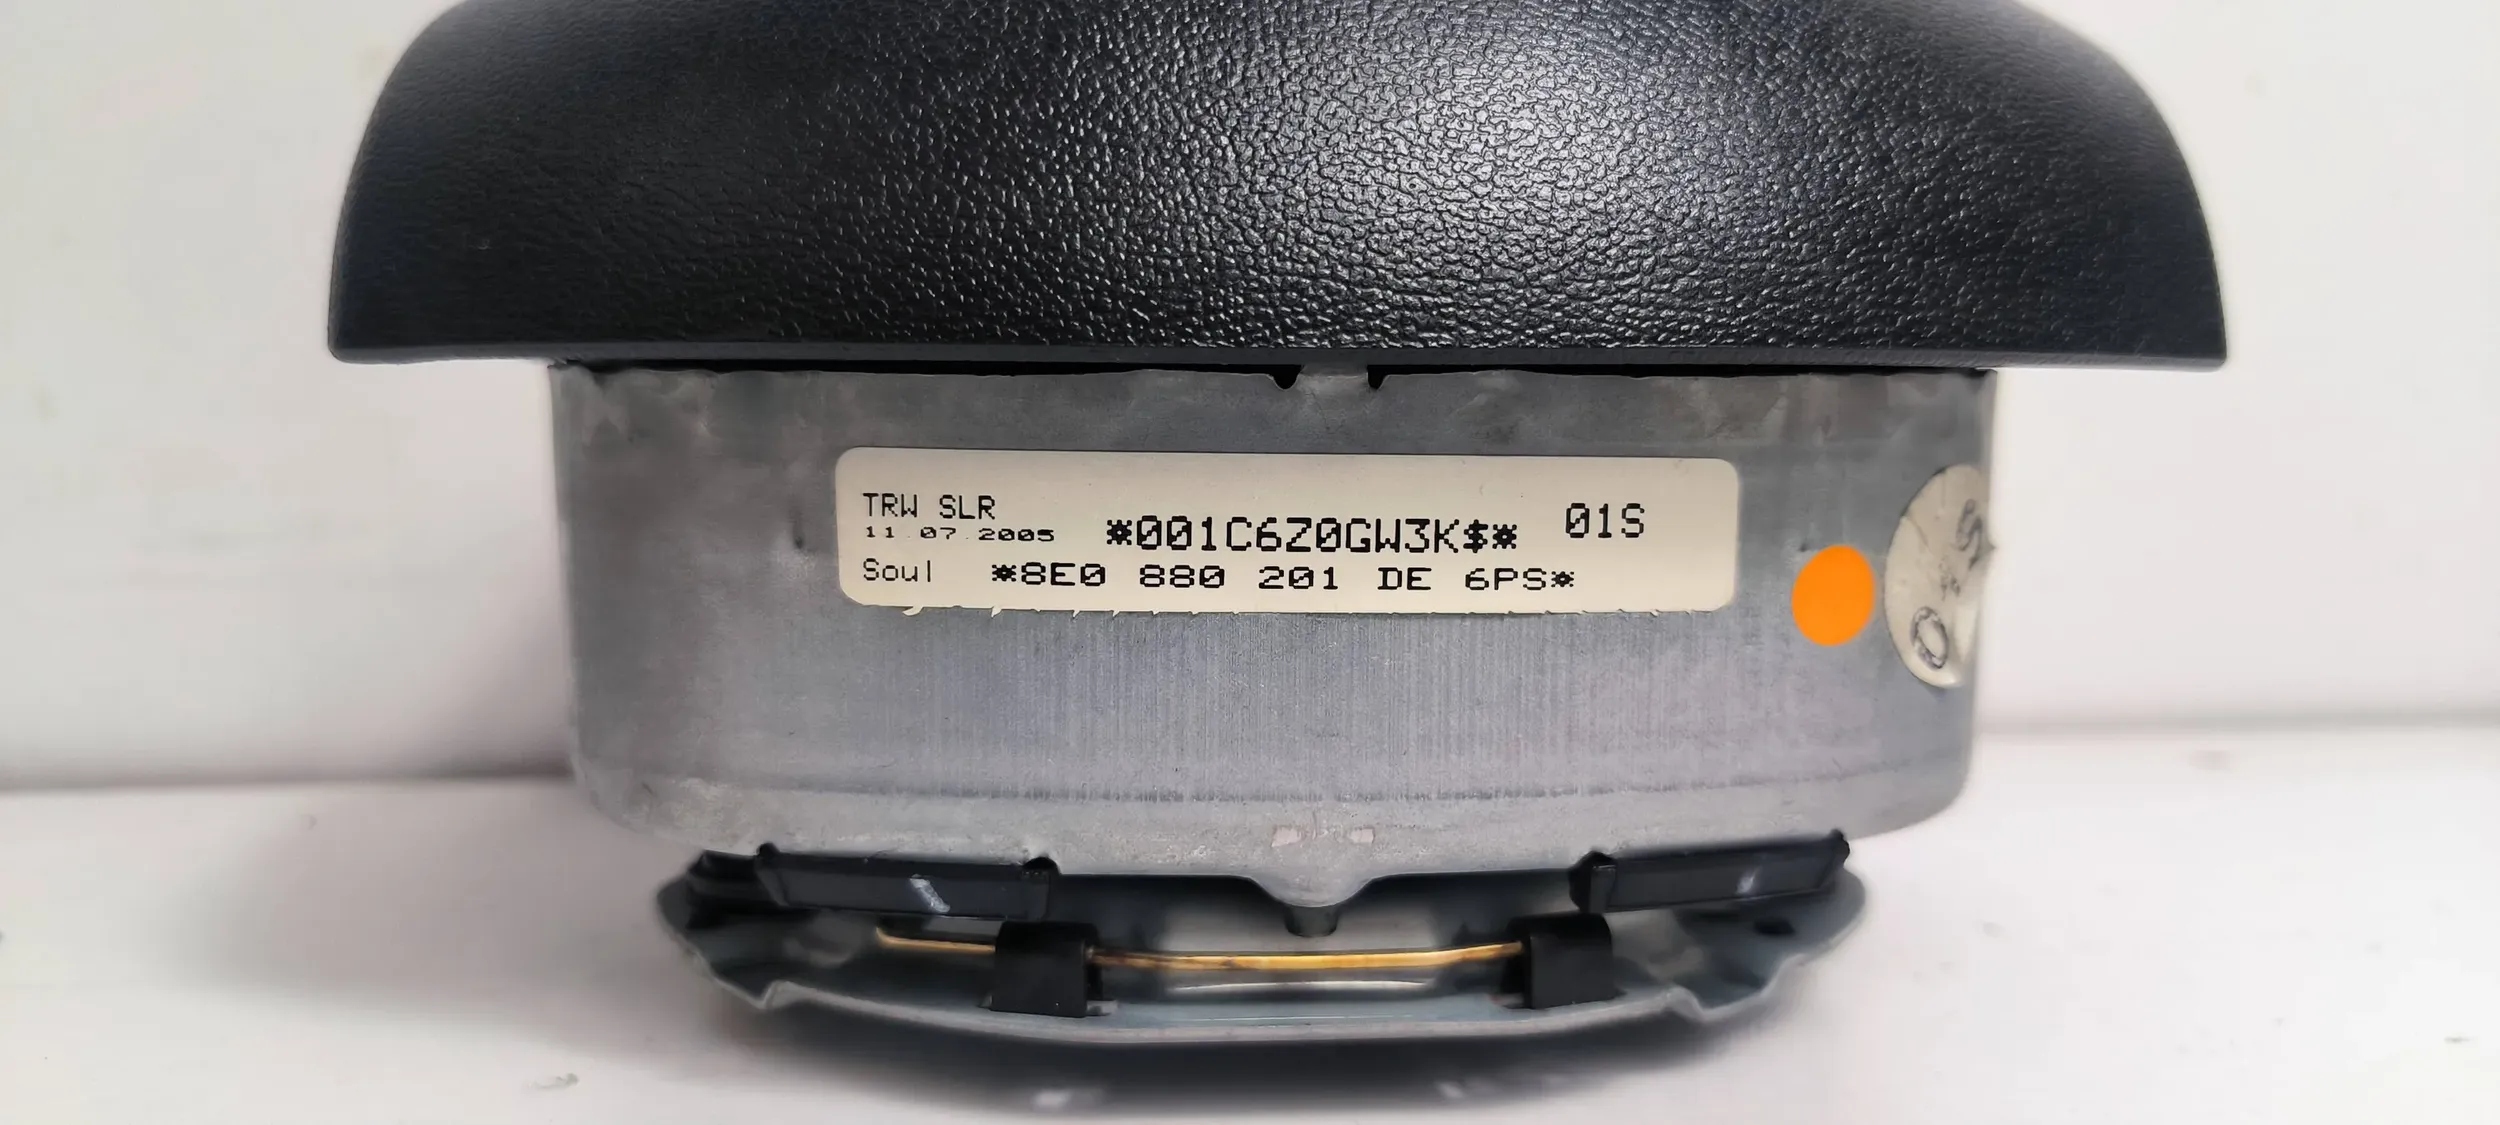 TRW SLR
11.07.2005
*001C6Z0GW3K$*
01S
Soul
*8E0 880 201 DE 6PS*